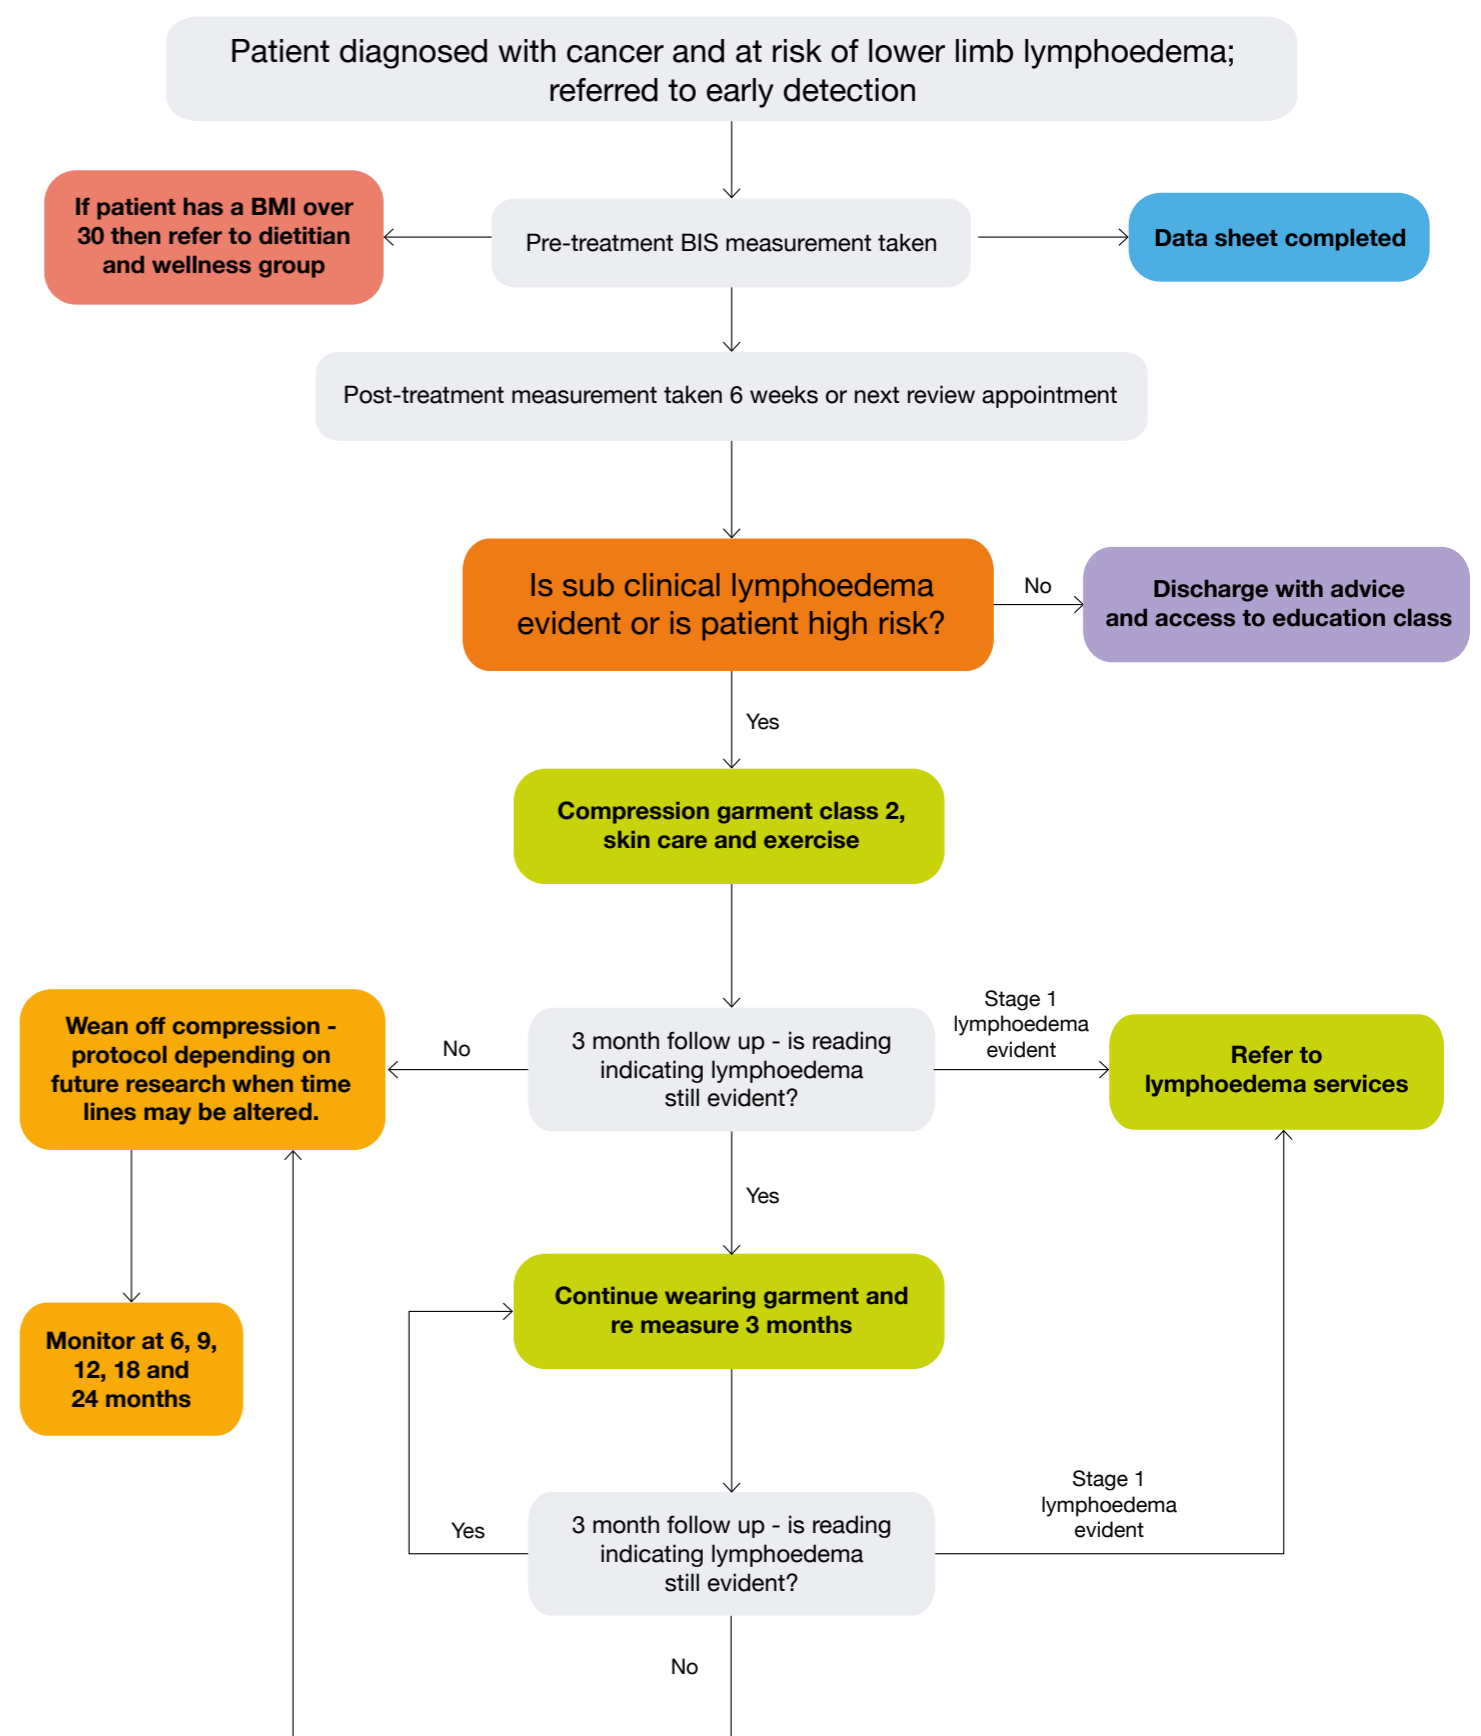 Patient diagnosed with cancer and at risk of lower limb lymphoedema;
referred to early detection
If patient has a BMI over
30 then refer to dietitian
and wellness group
Pre-treatment BIS measurement taken
Data sheet completed
Post-treatment measurement taken 6 weeks or next review appointment
Is sub clinical lymphoedema
evident or is patient high risk?
No
Discharge with advice
and access to education class
Yes
Compression garment class 2,
skin care and exercise
Wean off compression -
protocol depending on
future research when time
lines may be altered.
No
3 month follow up - is reading
indicating lymphoedema
still evident?
Stage 1
lymphoedema
evident
Refer to
lymphoedema services
Yes
Continue wearing garment and
re measure 3 months
Monitor at 6, 9,
12, 18 and
24 months
Yes
3 month follow up - is reading
indicating lymphoedema
still evident?
Stage 1
lymphoedema
evident
No